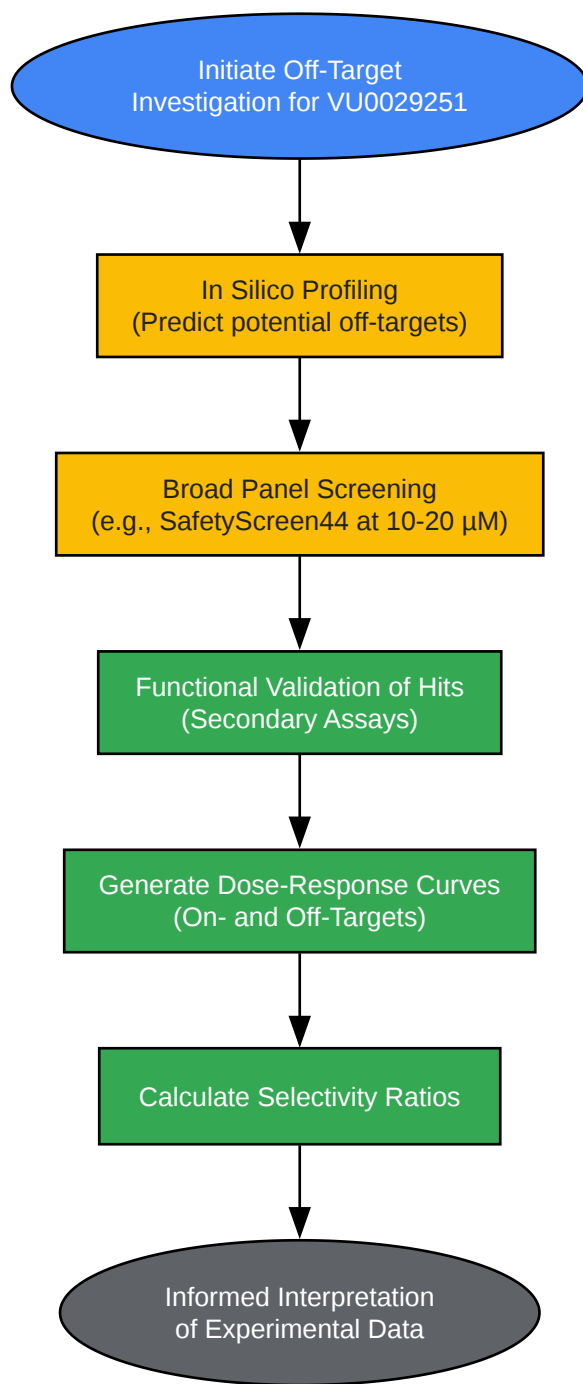 Initiate Off-Target
Investigation for VU0029251
In Silico Profiling
(Predict potential off-targets)
Broad Panel Screening
(e.g., SafetyScreen44 at 10-20 µM)
Functional Validation of Hits
(Secondary Assays)
Generate Dose-Response Curves
(On- and Off-Targets)
Calculate Selectivity Ratios
Informed Interpretation
of Experimental Data